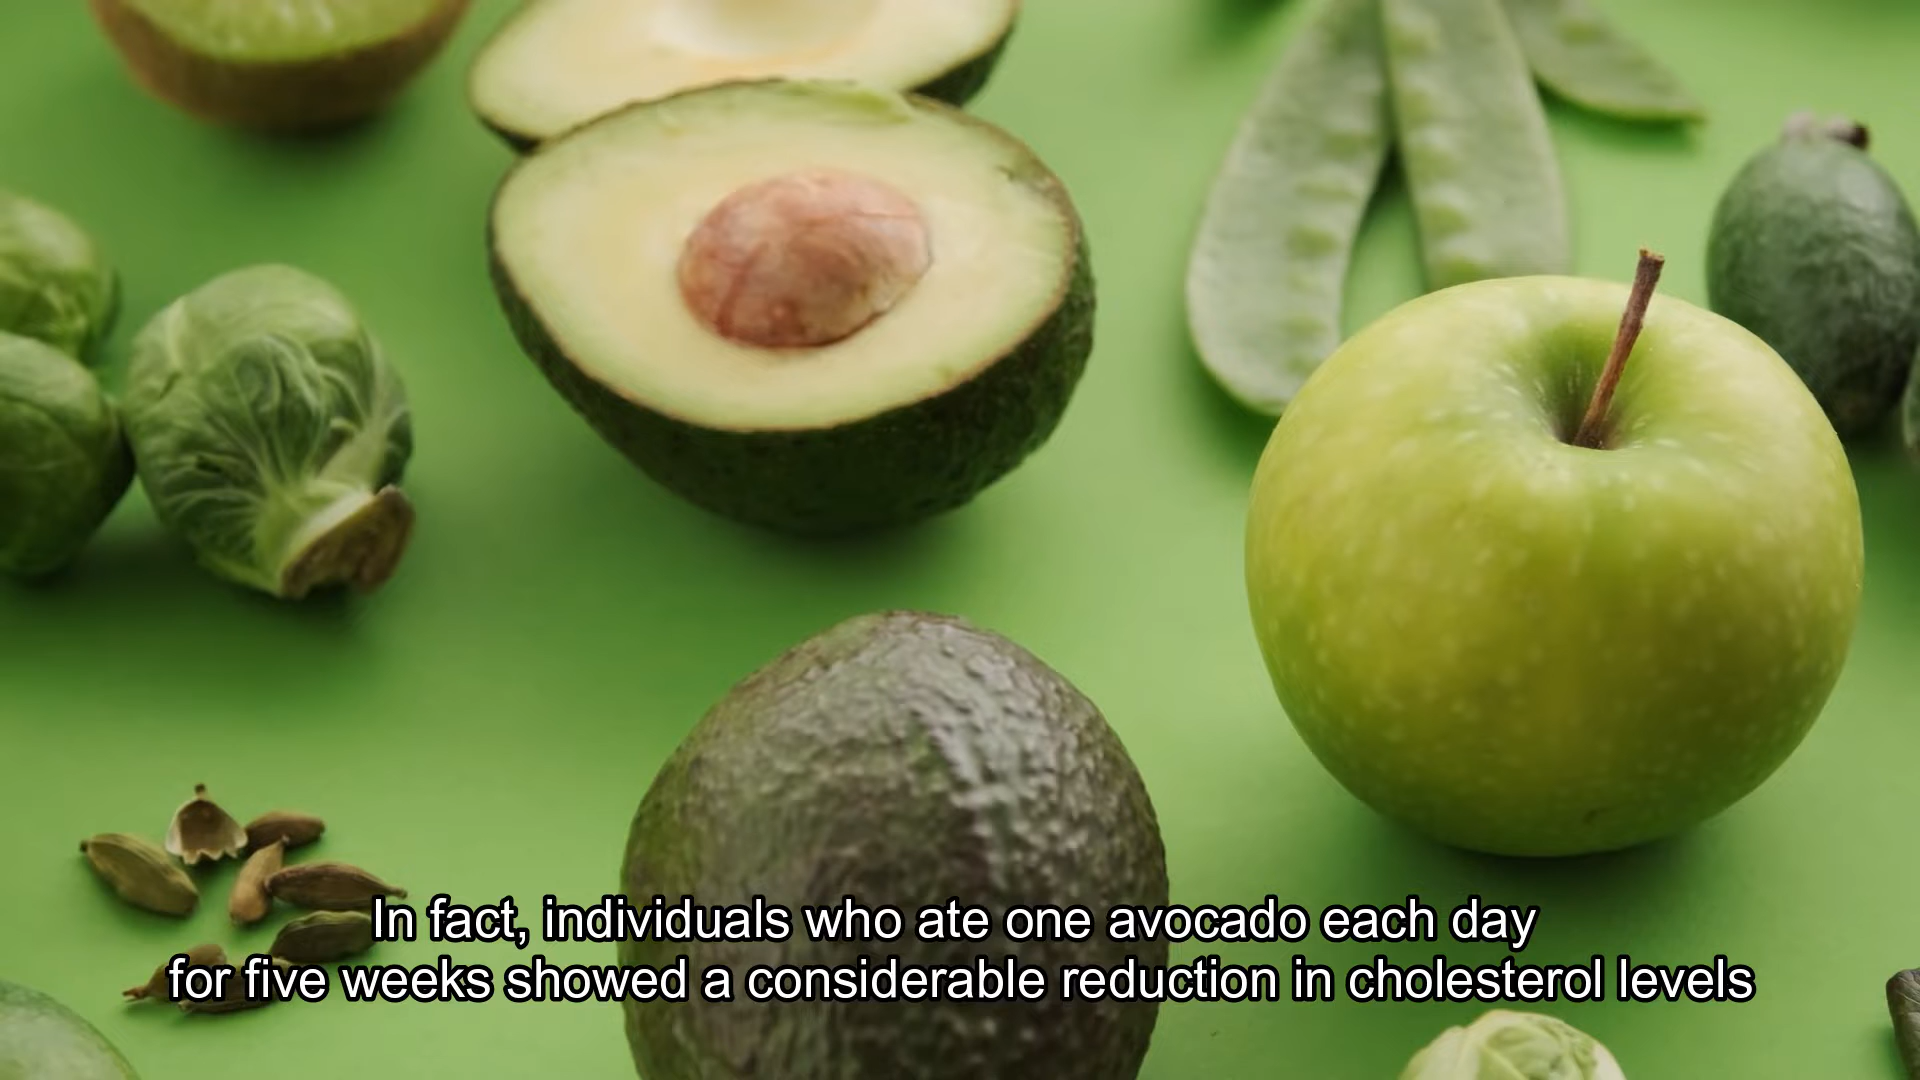 In fact, individuals who ate one avocado each day
for five weeks showed a considerable reduction in cholesterol levels